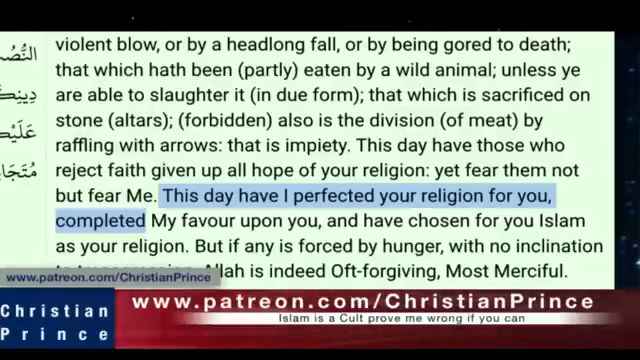 violent blow, or by a headlong fall, or by being gored to death;
that which hath been (partly) eaten by a wild animal; unless ye
are able to slaughter it (in due form); that which is sacrificed on
stone (altars); (forbidden) also is the division (of meat) by
raffling with arrows: that is impiety. This day have those who
reject faith given up all hope of your religion: yet fear them not
but fear Me. This day have I perfected your religion for you,
completed My favour upon you, and have chosen for you Islam
as your religion. But if any is forced by hunger, with no inclination
Allah is indeed Oft-forgiving, Most Merciful.
www.patreon.com/ChristianPrince
Christian
Prince
www.patreon.com/ChristianPrince
Islam is a Cult prove me wrong if you can